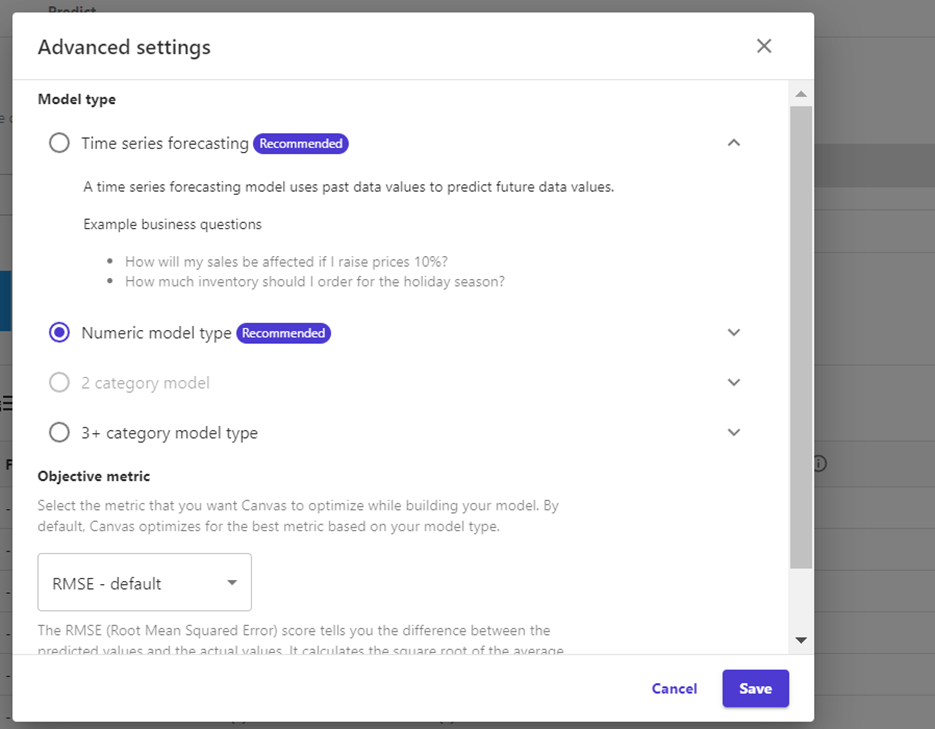 Predict
Advanced settings
Model type
Time series forecasting Recommended
A time series forecasting model uses past data values to predict future data values.
Example business questions
How will my sales be affected if I raise prices 10%?
How much inventory should I order for the holiday season?
Numeric model type Recommended
2 category model
3+ category model type
Objective metric
Select the metric that you want Canvas to optimize while building your model. By
default, Canvas optimizes for the best metric based on your model type.
RMSE - default
The RMSE (Root Mean Squared Error) score tells you the difference between the
predicted values and the actual values. It calculates the square root of the average
Cancel Save